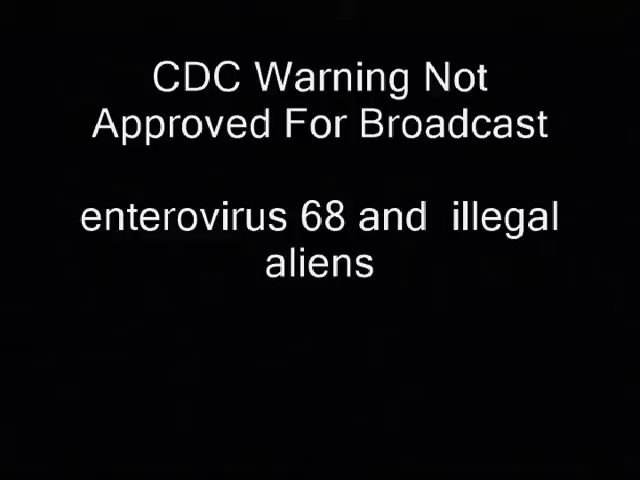 CDC Warning Not
Approved For Broadcast
enterovirus 68 and  illegal
aliens